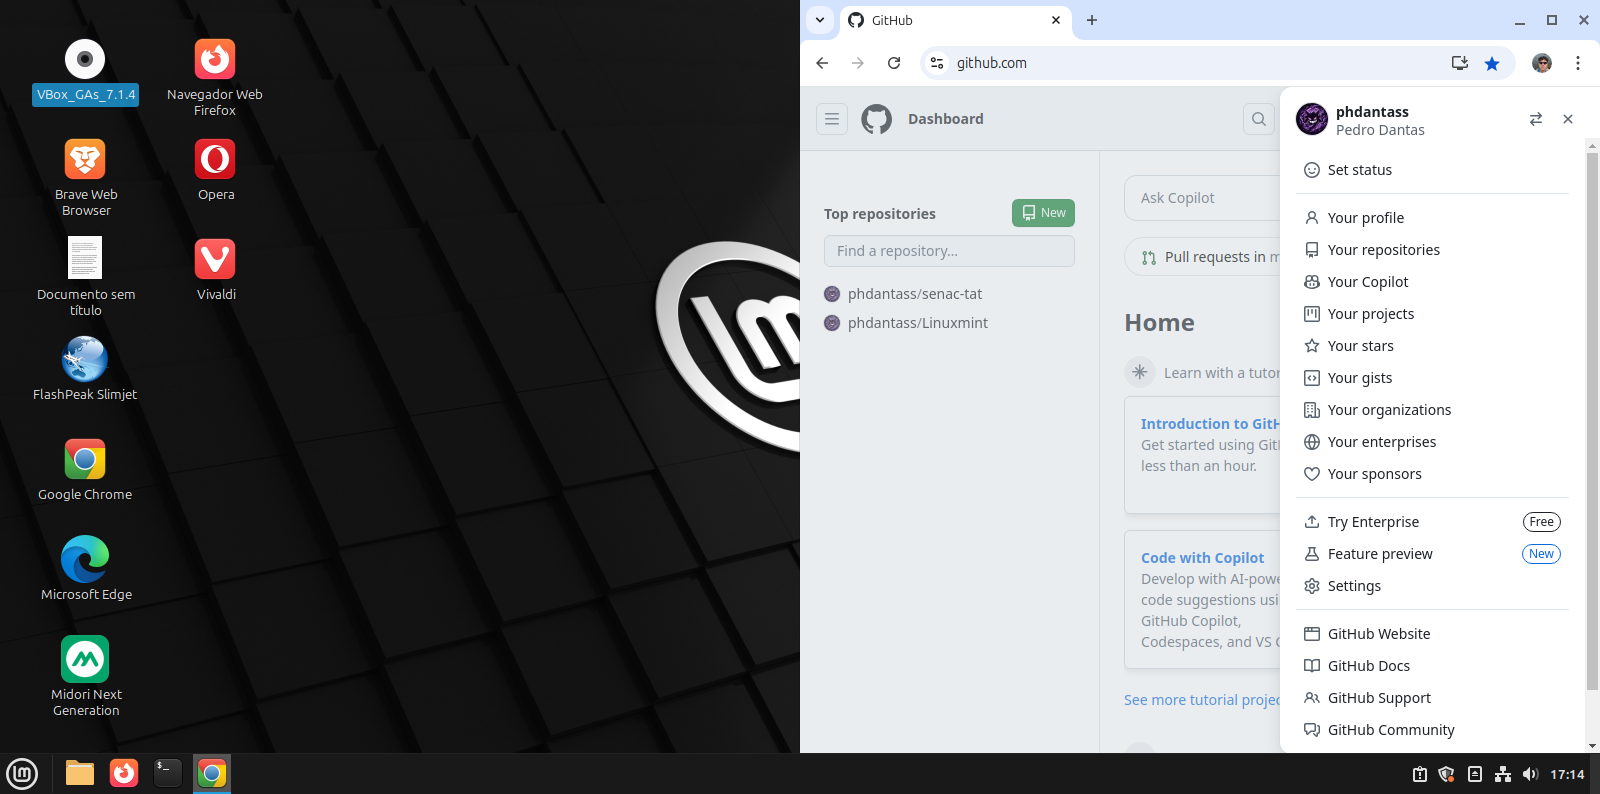 VBox_GAs_7.1.4
Navegador Web
Firefox
Brave Web
Browser
Opera
Documento sem
título
Vivaldi
FlashPeak Slimjet
Google Chrome
Microsoft Edge
Midori Next
Generation
GitHub
github.com
Dashboard
Top repositories
New
Find a repository...
phdantass/senac-tat
phdantass/Linuxmint
Ask Copilot
Pull requests in m
Home
Learn with a tutor
Introduction to GitH
Get started using Gitl
less than an hour.
Code with Copilot
Develop with AI-powe
code suggestions usi
GitHub Copilot,
Codespaces, and VS C
See more tutorial projec
phdantass
Pedro Dantas
Set status
Your profile
Your repositories
Your Copilot
Your projects
Your stars
Your gists
Your organizations
Your enterprises
Your sponsors
Try Enterprise
Free
Feature preview
New
Settings
GitHub Website
GitHub Docs
GitHub Support
GitHub Community
17:14